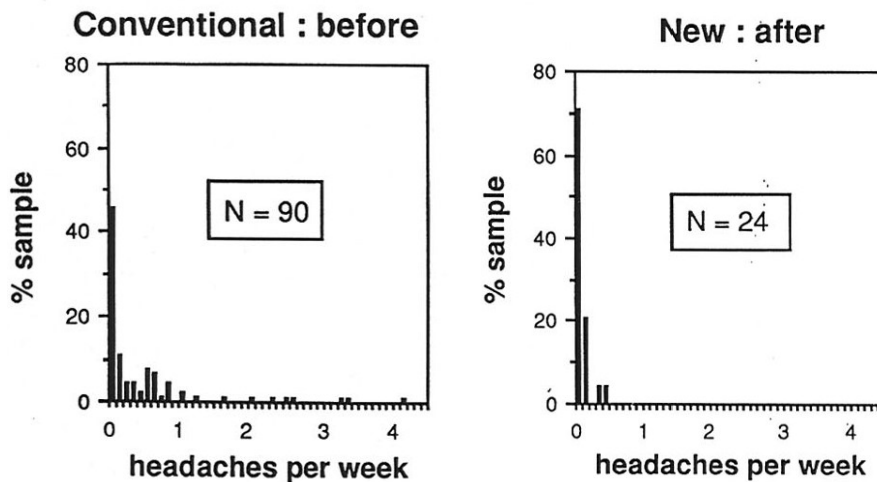 Conventional : before
80
60
40
20
0
% sample
N = 90
0 1 2 3 4
headaches per week
New : after
80
60
40
20
0
% sample
N = 24
0 1 2 3 4
headaches per week